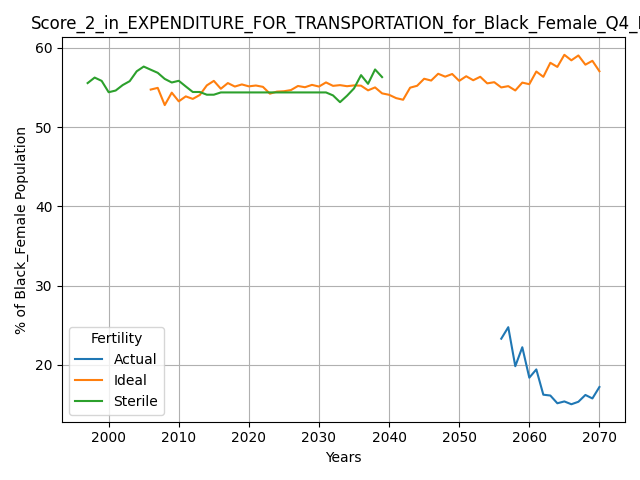 Score_2_in_EXPENDITURE_FOR_TRANSPORTATION_for_Black_Female_Q4_
60
50
40
30
20
% of Black_Female Population
Fertility
Actual
Ideal
Sterile
2000 2010 2020 2030 2040 2050 2060 2070
Years